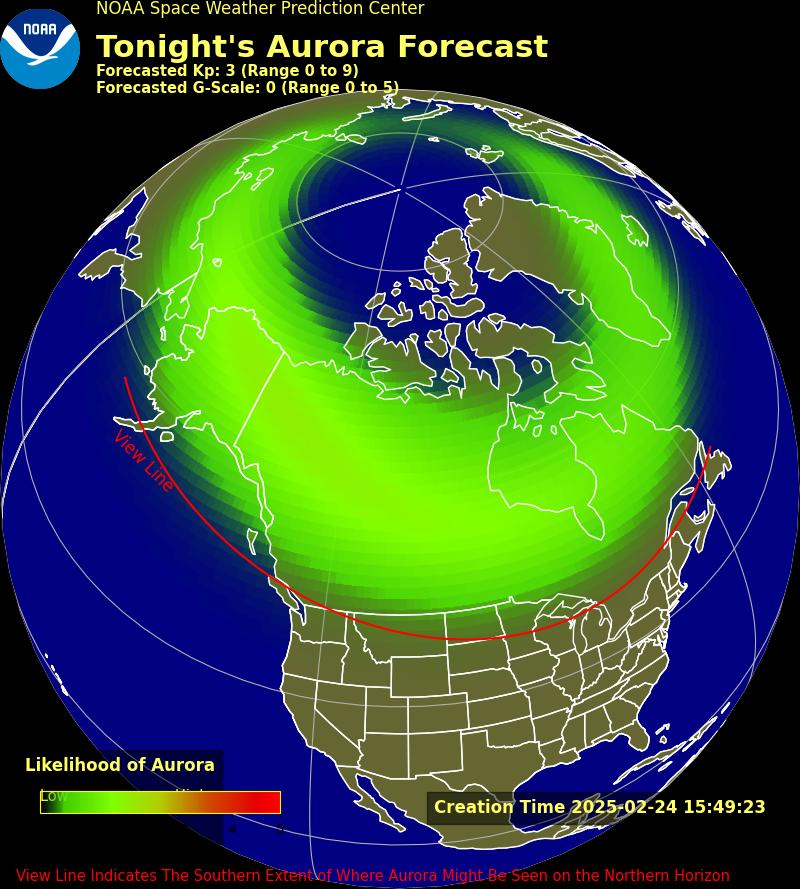 NOAA Space Weather Prediction Center
NOAA
Tonight's Aurora Forecast
Forecasted Kp: 3 (Range 0 to 9)
Forecasted G-Scale: 0 (Range 0 to 5)
View Line
Likelihood of Aurora
Low
4
Creation Time 2025-02-24 15:49:23
View Line Indicates The Southern Extent of Where Aurora Might Be Seen on the Northern Horizon